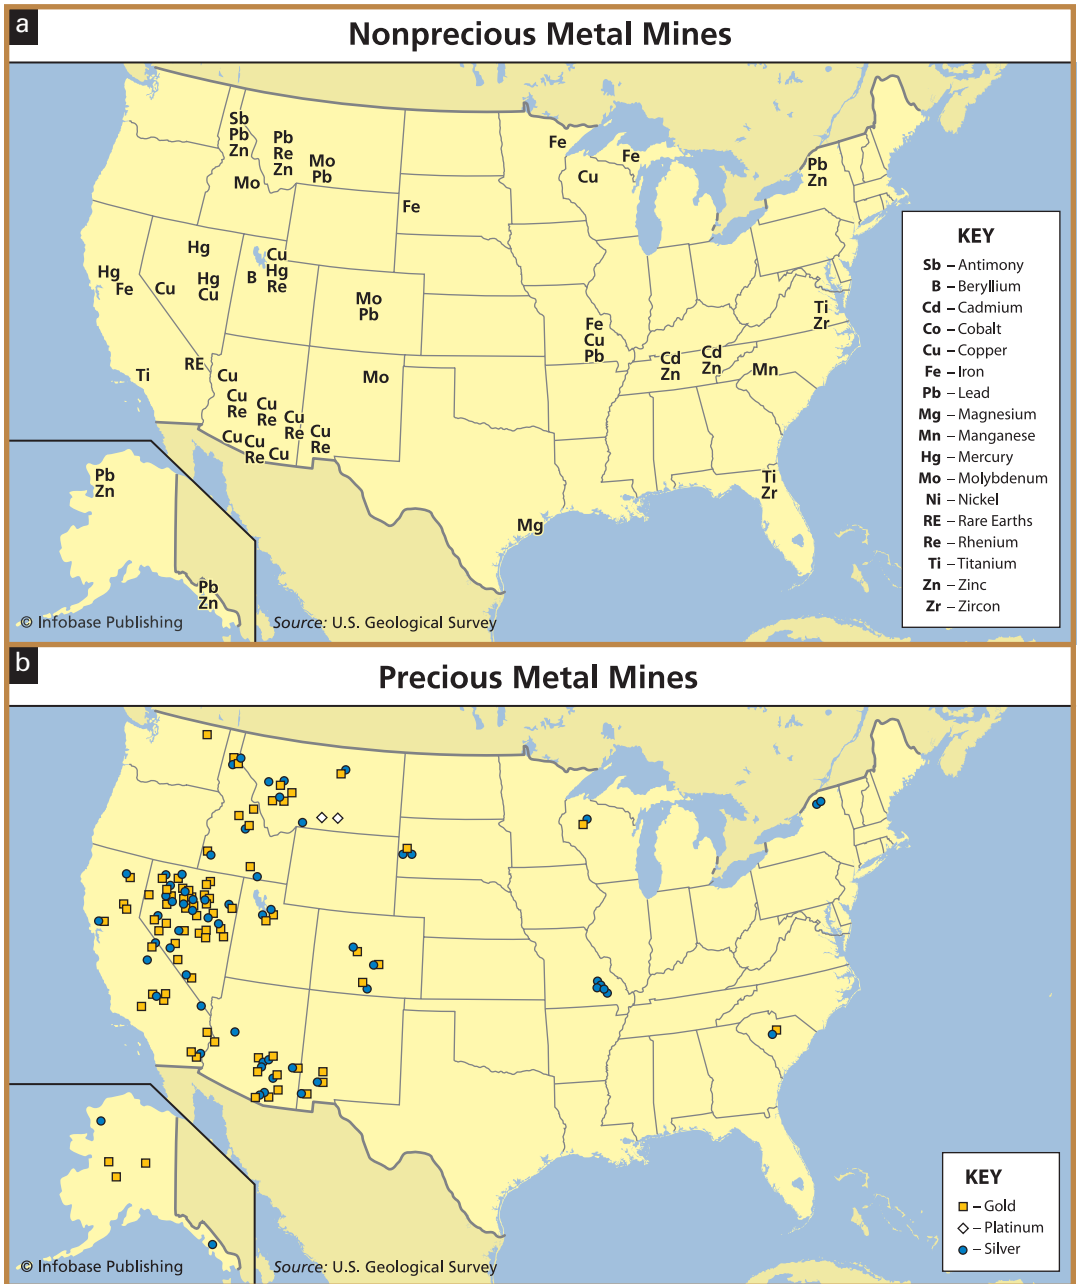 a
Nonprecious Metal Mines
Sb
Pb
Zn
Pb
Re
Zn
Mo
Pb
Mo
Fe
Fe
Fe
Cu
Pb
Zn
Hg
Cu
Hg
Re
B
Hg
Fe
Cu
Hg
Cu
Mo
Pb
Ti
Zr
Fe
Cu
Pb
Cd
Zn
Cd
Zn
Mn
RE
Ti
Cu
Mo
Cu
Re
Cu
Re
Cu
Re
Cu
Re
Cu
Cu
Re
Cu
Ti
Zr
Mg
Pb
Zn
Pb
Zn
KEY
Sb – Antimony
B – Beryllium
Cd – Cadmium
Co – Cobalt
Cu – Copper
Fe – Iron
Pb – Lead
Mg – Magnesium
Mn – Manganese
Hg – Mercury
Mo – Molybdenum
Ni – Nickel
RE – Rare Earths
Re – Rhenium
Ti – Titanium
Zn – Zinc
Zr – Zircon
© Infobase Publishing
Source: U.S. Geological Survey
b
Precious Metal Mines
KEY
– Gold
– Platinum
– Silver
© Infobase Publishing
Source: U.S. Geological Survey